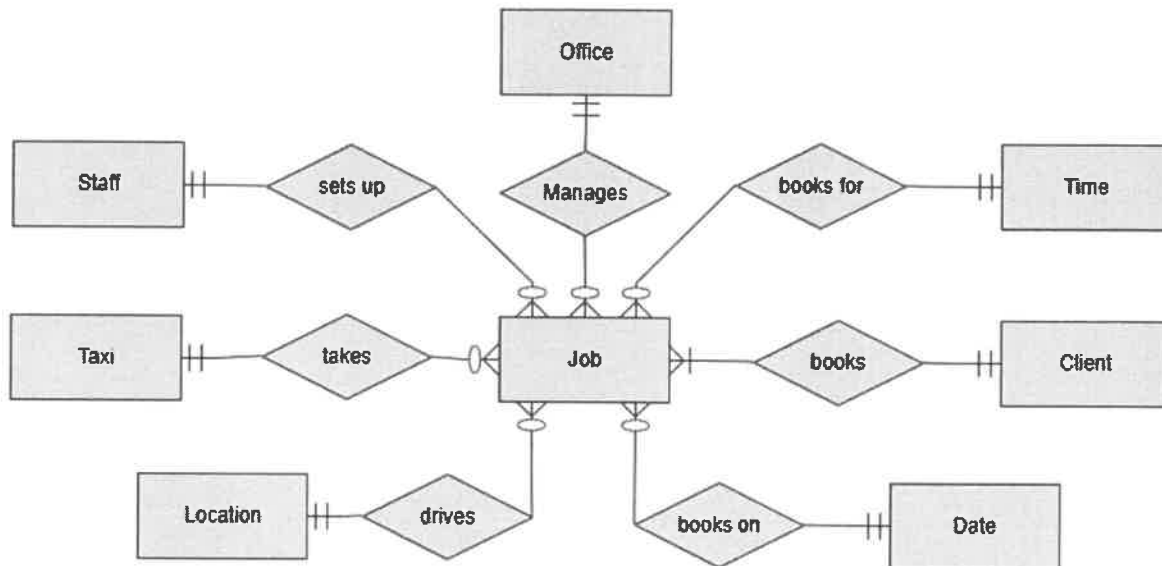 Office
Staff
sets up
Manages
books for
Time
Taxi
takes
Job
books
Client
Location
drives
books on
Date